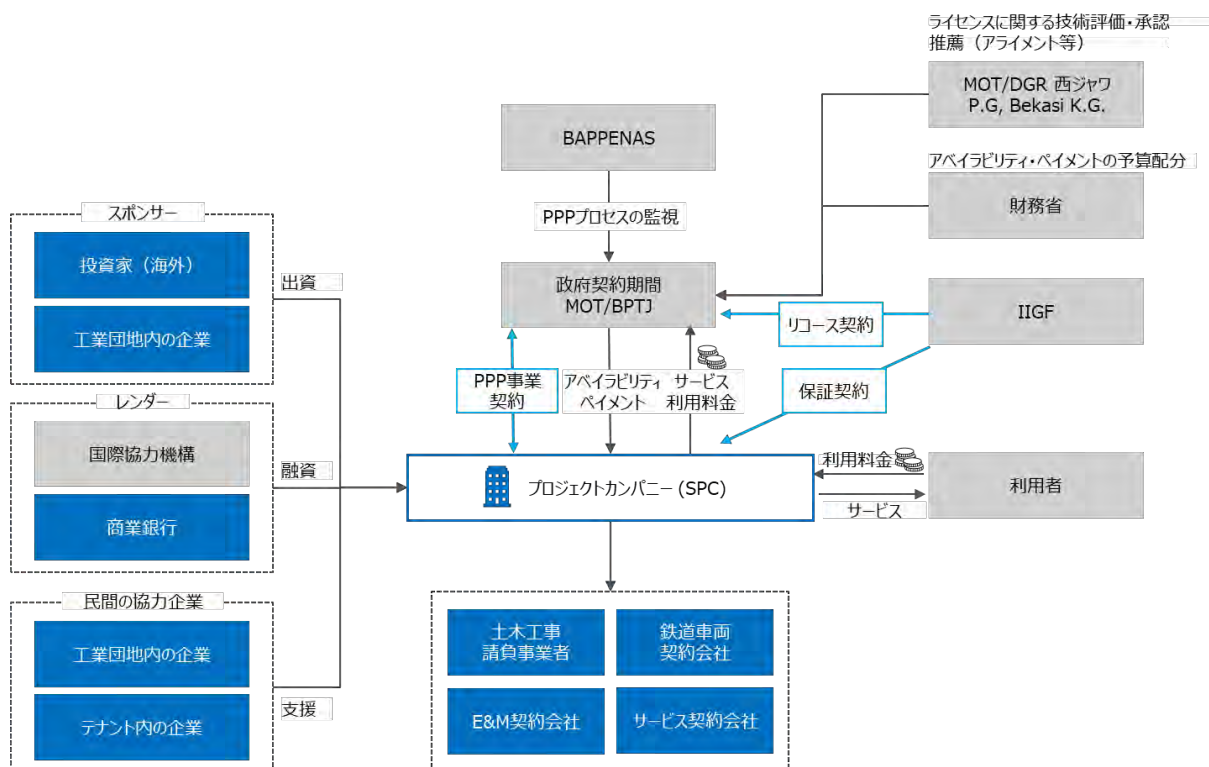 ライセンスに関する技術評価・承認
推薦（アライメント等）
MOT/DGR 西ジャワ
P.G, Bekasi K.G.
BAPPENAS
アベイラビリティ・ペイメントの予算配分
財務省
PPPプロセスの監視
スポンサー
投資家（海外）
工業団地内の企業
出資
政府契約期間
MOT/BPTJ
リコース契約
IIGF
PPP事業
契約
アベイラビリティ
ペイメント
サービス
利用料金
保証契約
レンダー
国際協力機構
商業銀行
融資
プロジェクトカンパニー (SPC)
利用料金
サービス
利用者
民間の協力企業
工業団地内の企業
テナント内の企業
支援
土木工事
請負事業者
鉄道車両
契約会社
E&M契約会社
サービス契約会社